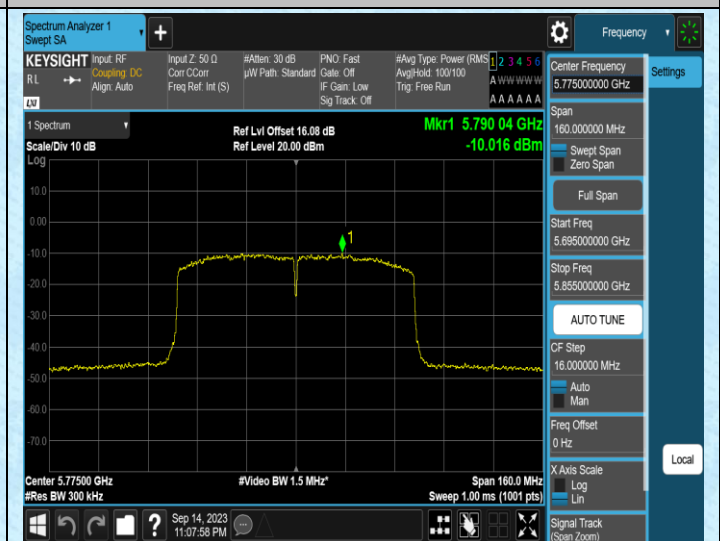 Spectrum Analyzer 1
Swept SA
+
Frequency
KEYSIGHT
RL
LXI
Input: RF
Coupling: DC
Align: Auto
Input Z: 50 Ω
Corr CCorr
Freq Ref: Int (S)
#Atten: 30 dB
µW Path: Standard
PNO: Fast
Gate: Off
IF Gain: Low
Sig Track: Off
#Avg Type: Power (RMS
Avg|Hold: 100/100
Trig: Free Run
1 2 3 4 5 6
A W W W W W
A A A A A A
1 Spectrum
Scale/Div 10 dB
Ref Lvl Offset 16.08 dB
Ref Level 20.00 dBm
Mkr1 5.790 04 GHz
-10.016 dBm
Log
10.0
0.00
-10.0
-20.0
-30.0
-40.0
-50.0
-60.0
-70.0
1
Center 5.77500 GHz
#Res BW 300 kHz
#Video BW 1.5 MHz*
Span 160.0 MHz
Sweep 1.00 ms (1001 pts)
?
Sep 14, 2023
11:07:58 PM
Center Frequency
5.775000000 GHz
Span
160.000000 MHz
Swept Span
Zero Span
Full Span
Start Freq
5.695000000 GHz
Stop Freq
5.855000000 GHz
AUTO TUNE
CF Step
16.000000 MHz
Auto
Man
Freq Offset
0 Hz
X Axis Scale
Log
Lin
Signal Track
(Span Zoom)
Settings
Local